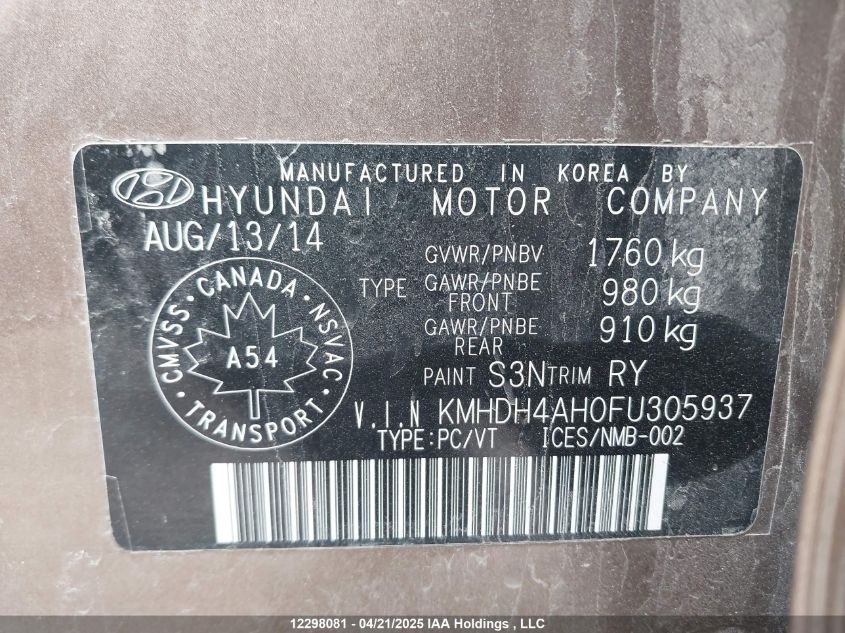 MANUFACTURED IN KOREA BY
HYUNDAI MOTOR COMPANY
AUG/13/14
GVWR/PNBV 1760 kg
TYPE GAWR/PNBE FRONT 980 kg
GAWR/PNBE REAR 910 kg
CANADA
CMVSS
NSVAC
A54
TRANSPORT
PAINT S3N TRIM RY
V.I.N KMHDH4AH0FU305937
TYPE:PC/VT ICES/NMB-002
12298081 - 04/21/2025 IAA Holdings , LLC